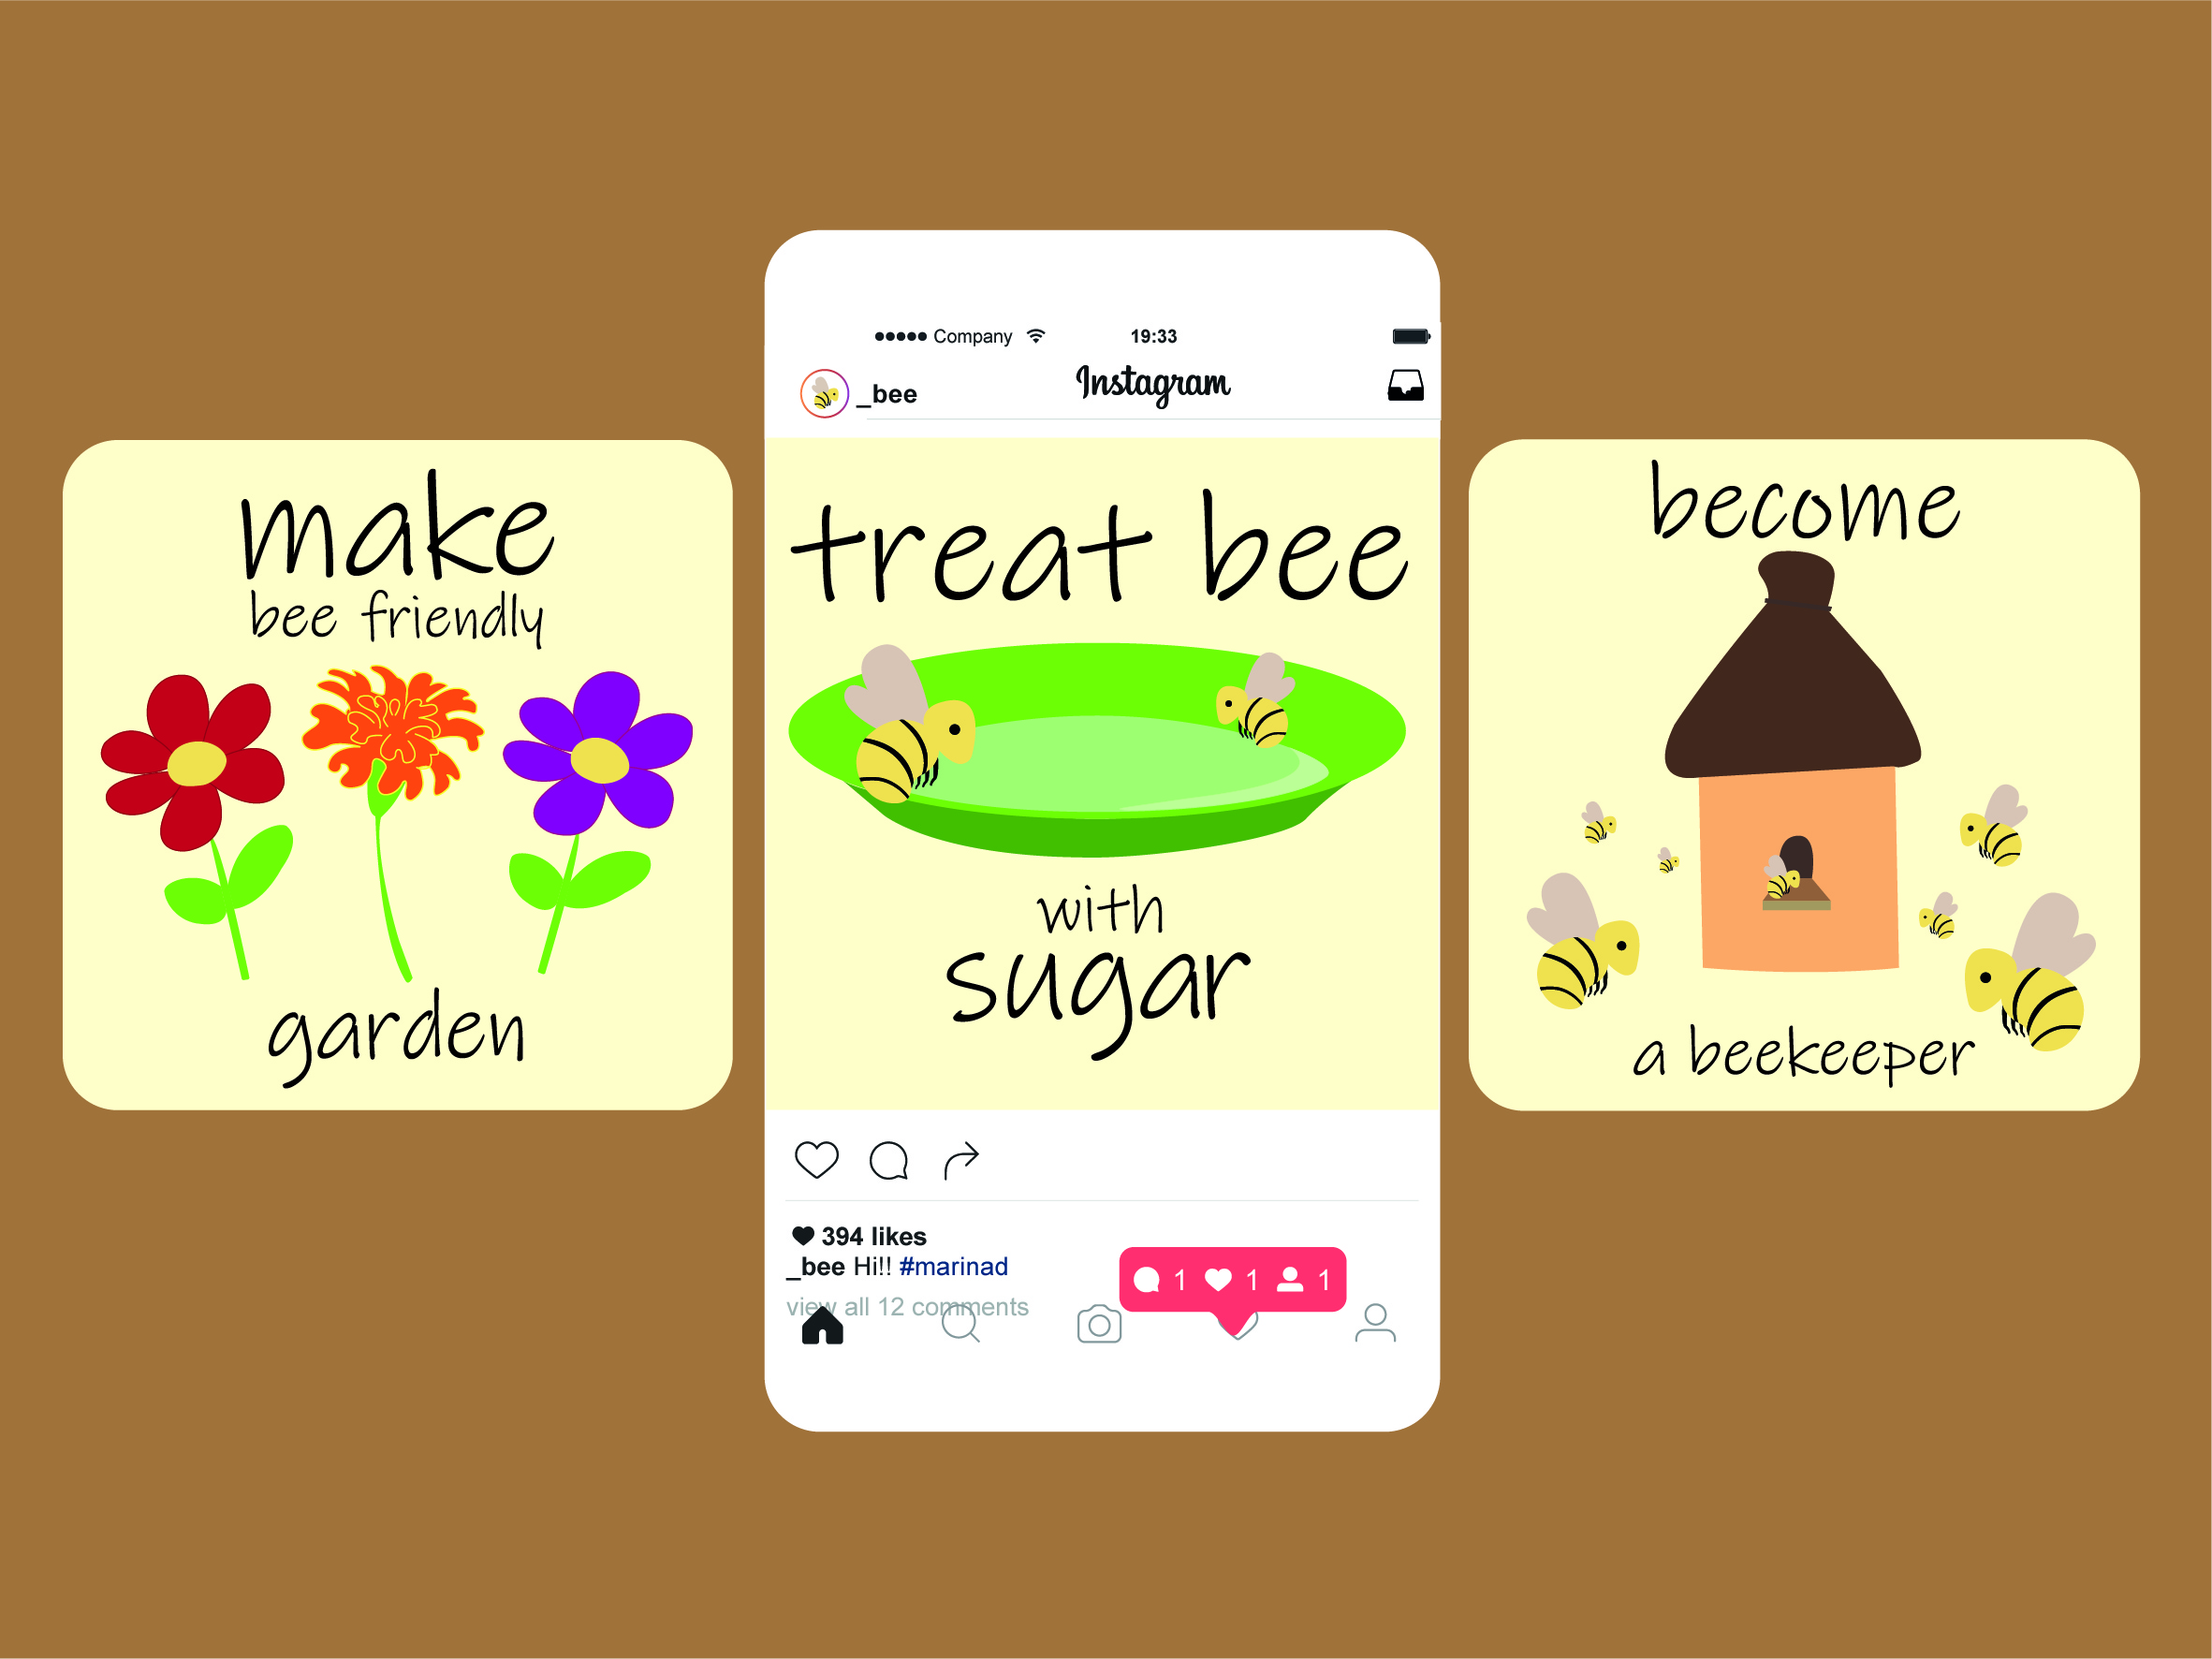 make
bee friendly
garden
Company 19:33
_bee Instagram
treat bee
with
sugar
394 likes
_bee Hi!! #marinad
view all 12 comments
1 1 1
become
a beekeeper